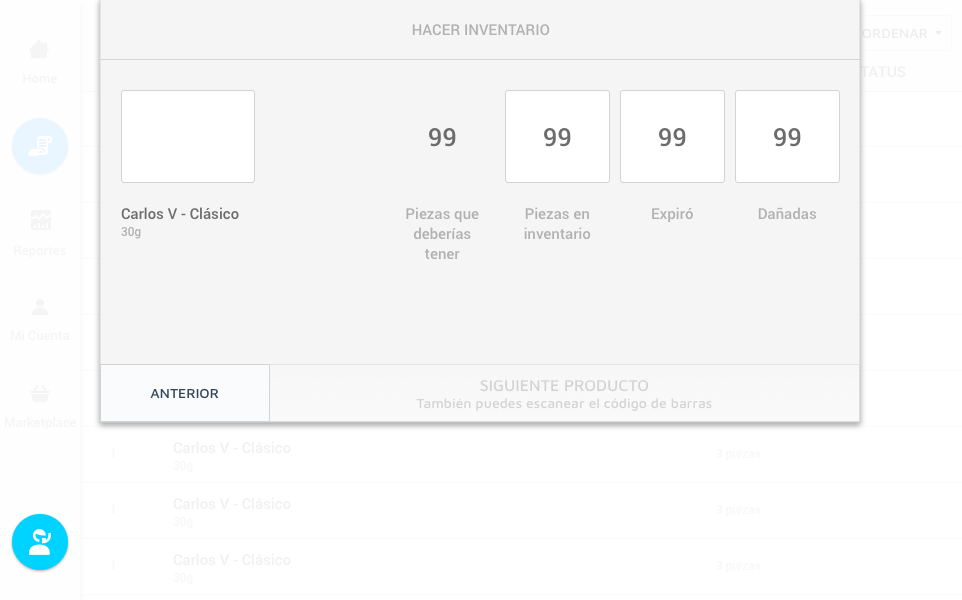 HACER INVENTARIO
ORDENAR
TATUS
Home
Reportes
Mi Cuenta
Marketplace
99
99
99
99
Carlos V - Clásico
30g
Piezas que
deberías
tener
Piezas en
inventario
Expiró
Dañadas
ANTERIOR
SIGUIENTE PRODUCTO
También puedes escanear el código de barras
Carlos V - Clásico
30g
3 piezas
Carlos V - Clásico
30g
3 piezas
Carlos V - Clásico
30g
3 piezas